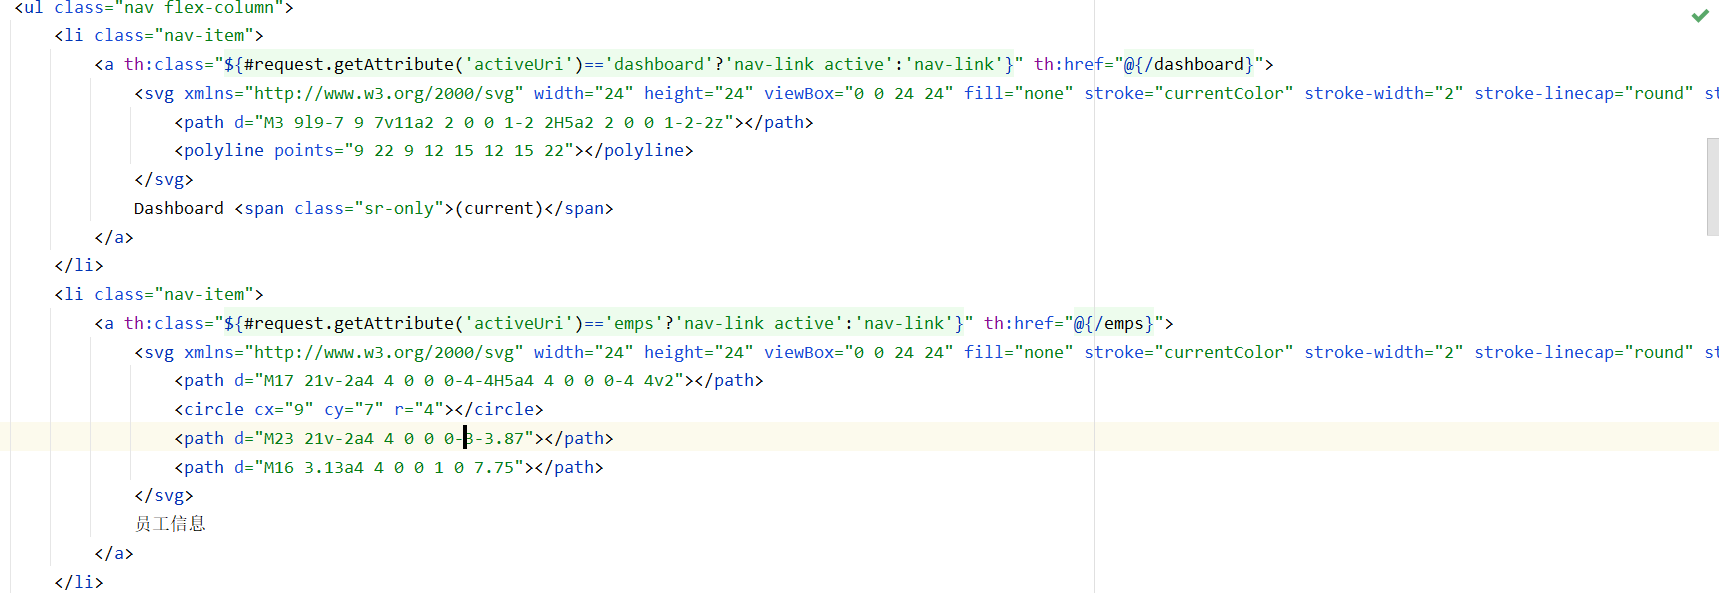 <ul class="nav flex-column">
<li class="nav-item">
<a th:class="${#request.getAttribute('activeUri')=='dashboard'?'nav-link active':'nav-link'}" th:href="@{/dashboard}">
<svg xmlns="http://www.w3.org/2000/svg" width="24" height="24" viewBox="0 0 24 24" fill="none" stroke="currentColor" stroke-width="2" stroke-linecap="round" st
<path d="M3 9l9-7 9 7v11a2 2 0 0 1-2 2H5a2 2 0 0 1-2-2z"></path>
<polyline points="9 22 9 12 15 12 15 22"></polyline>
</svg>
Dashboard <span class="sr-only">(current)</span>
</a>
</li>
<li class="nav-item">
<a th:class="${#request.getAttribute('activeUri')=='emps'?'nav-link active':'nav-link'}" th:href="@{/emps}">
<svg xmlns="http://www.w3.org/2000/svg" width="24" height="24" viewBox="0 0 24 24" fill="none" stroke="currentColor" stroke-width="2" stroke-linecap="round" st
<path d="M17 21v-2a4 4 0 0 0-4-4H5a4 4 0 0 0-4 4v2"></path>
<circle cx="9" cy="7" r="4"></circle>
<path d="M23 21v-2a4 4 0 0 0-3-3.87"></path>
<path d="M16 3.13a4 4 0 0 1 0 7.75"></path>
</svg>
员工信息
</a>
</li>